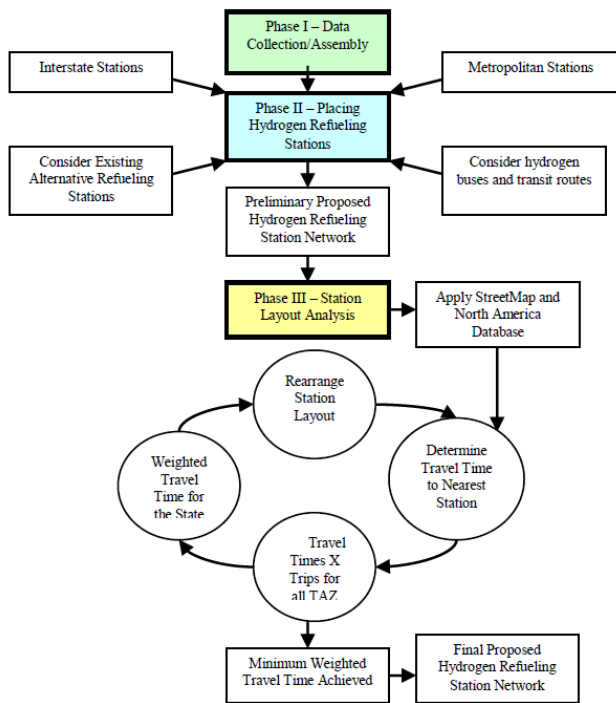 Phase I – Data
Collection/Assembly
Interstate Stations
Metropolitan Stations
Phase II – Placing
Hydrogen Refueling
Stations
Consider Existing
Alternative Refueling
Stations
Consider hydrogen
buses and transit routes
Preliminary Proposed
Hydrogen Refueling
Station Network
Phase III – Station
Layout Analysis
Apply StreetMap and
North America
Database
Rearrange
Station
Layout
Weighted
Travel
Time for
the State
Determine
Travel Time
to Nearest
Station
Travel
Times X
Trips for
all TAZ
Minimum Weighted
Travel Time Achieved
Final Proposed
Hydrogen Refueling
Station Network